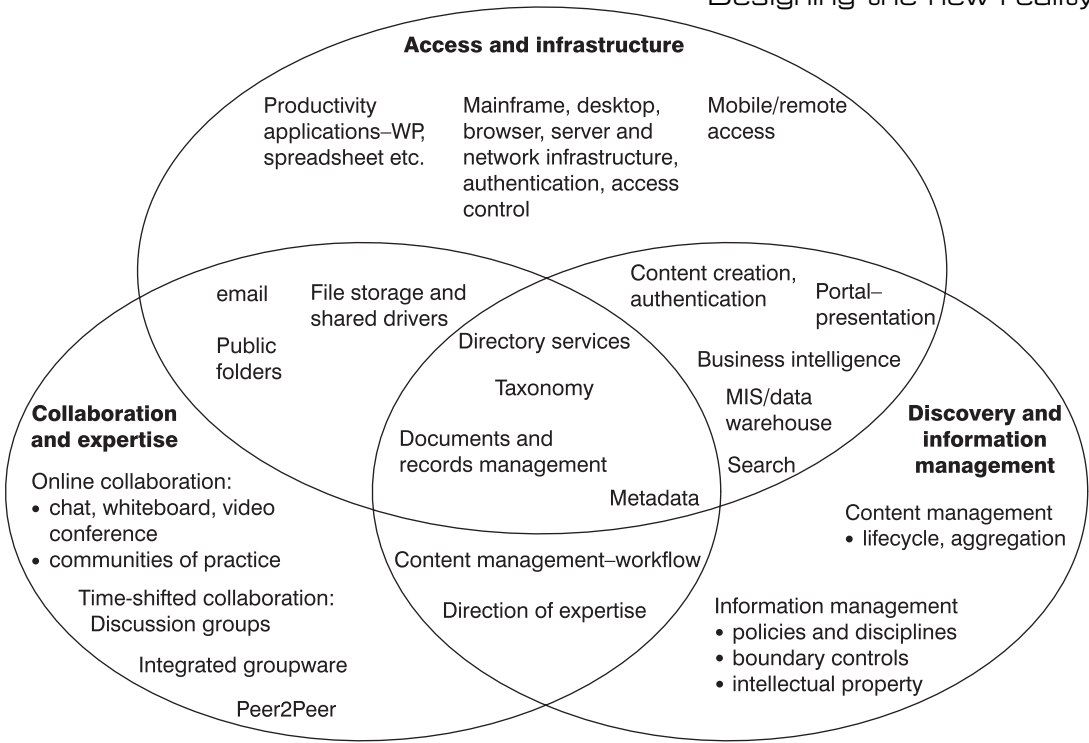 Designing the new reality
Access and infrastructure
Productivity
applications–WP,
spreadsheet etc.
Mainframe, desktop,
browser, server and
network infrastructure,
authentication, access
control
Mobile/remote
access
email
File storage and
shared drivers
Public
folders
Content creation,
authentication
Portal–
presentation
Directory services
Business intelligence
Taxonomy
MIS/data
warehouse
Documents and
records management
Search
Metadata
Collaboration
and expertise
Online collaboration:
• chat, whiteboard, video
conference
• communities of practice
Time-shifted collaboration:
Discussion groups
Integrated groupware
Peer2Peer
Content management–workflow
Direction of expertise
Discovery and
information
management
Content management
• lifecycle, aggregation
Information management
• policies and disciplines
• boundary controls
• intellectual property